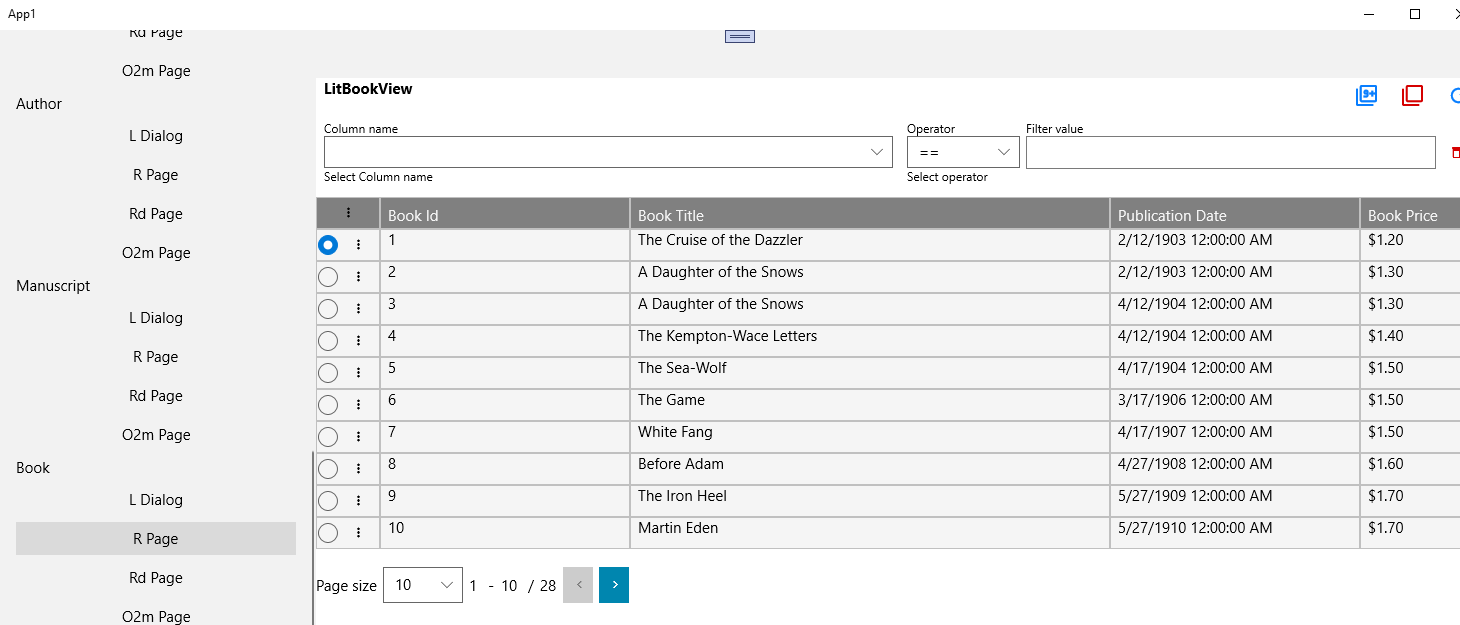 App1
Rd Page
O2m Page
Author
L Dialog
R Page
Rd Page
O2m Page
Manuscript
L Dialog
R Page
Rd Page
O2m Page
Book
L Dialog
R Page
Rd Page
O2m Page
LitBookView
9+
Column name Operator Filter value
==
Select Column name Select operator
Book Id Book Title Publication Date Book Price
1 The Cruise of the Dazzler 2/12/1903 12:00:00 AM $1.20
2 A Daughter of the Snows 2/12/1903 12:00:00 AM $1.30
3 A Daughter of the Snows 4/12/1904 12:00:00 AM $1.30
4 The Kempton-Wace Letters 4/12/1904 12:00:00 AM $1.40
5 The Sea-Wolf 4/17/1904 12:00:00 AM $1.50
6 The Game 3/17/1906 12:00:00 AM $1.50
7 White Fang 4/17/1907 12:00:00 AM $1.50
8 Before Adam 4/27/1908 12:00:00 AM $1.60
9 The Iron Heel 5/27/1909 12:00:00 AM $1.70
10 Martin Eden 5/27/1910 12:00:00 AM $1.70
Page size 10 1 - 10 / 28 < >